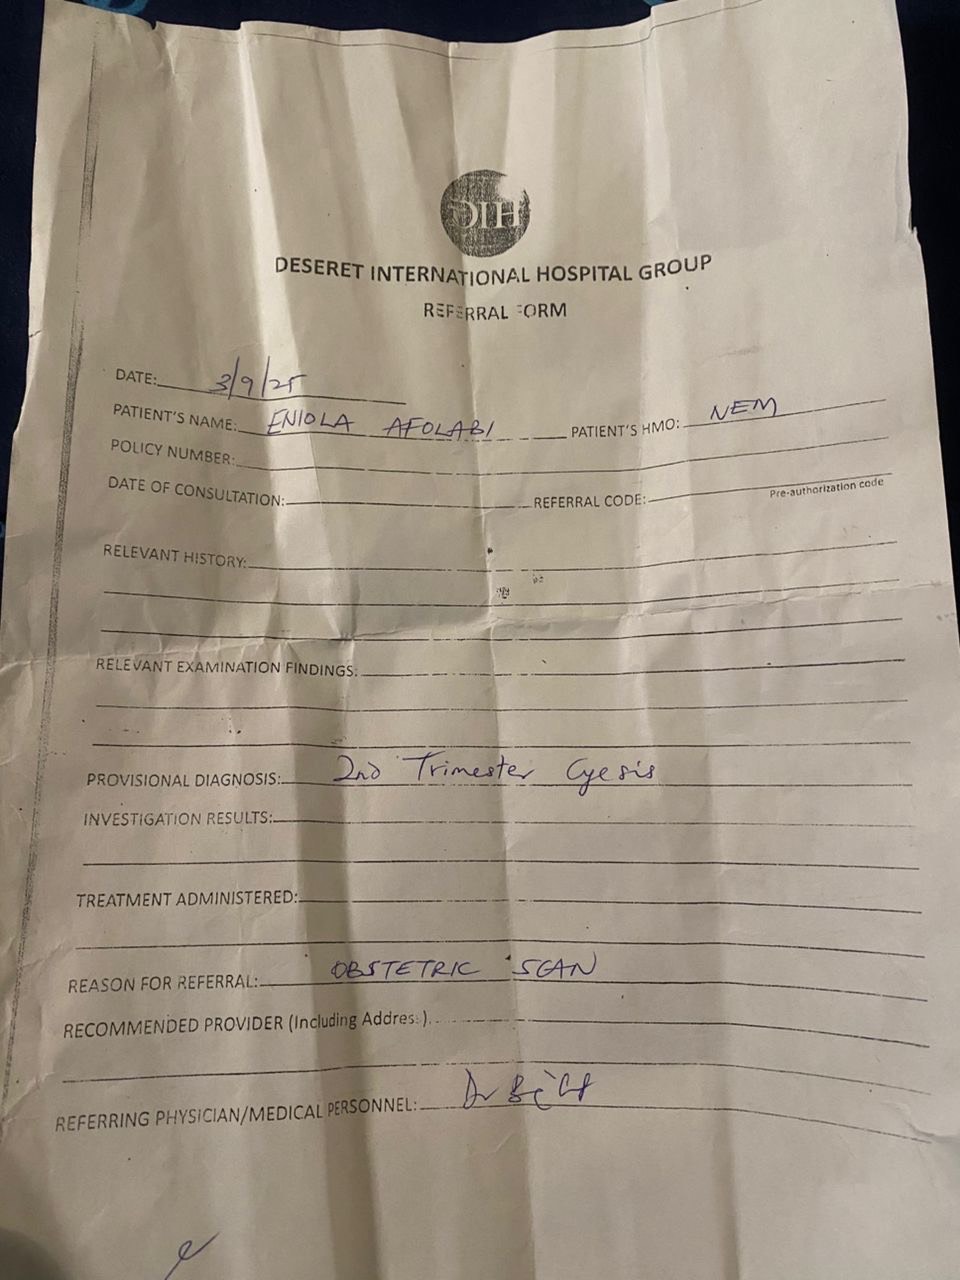 DIH
DESERET INTERNATIONAL HOSPITAL GROUP
REFERRAL FORM
DATE: 3/9/25
PATIENT'S NAME: ENIOLA AFOLABI PATIENT'S HMO: NEM
POLICY NUMBER:
DATE OF CONSULTATION: REFERRAL CODE: Pre-authorization code
RELEVANT HISTORY:
RELEVANT EXAMINATION FINDINGS:
PROVISIONAL DIAGNOSIS: 2nd Trimester Cyesis
INVESTIGATION RESULTS:
TREATMENT ADMINISTERED:
REASON FOR REFERRAL: OBSTETRIC SCAN
RECOMMENDED PROVIDER (Including Address).
REFERRING PHYSICIAN/MEDICAL PERSONNEL: Dr